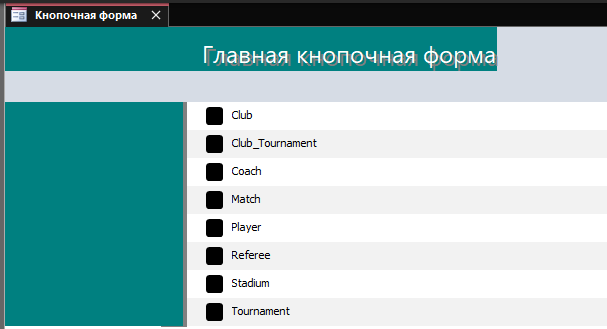 Кнопочная форма
Главная кнопочная форма
Club
Club_Tournament
Coach
Match
Player
Referee
Stadium
Tournament